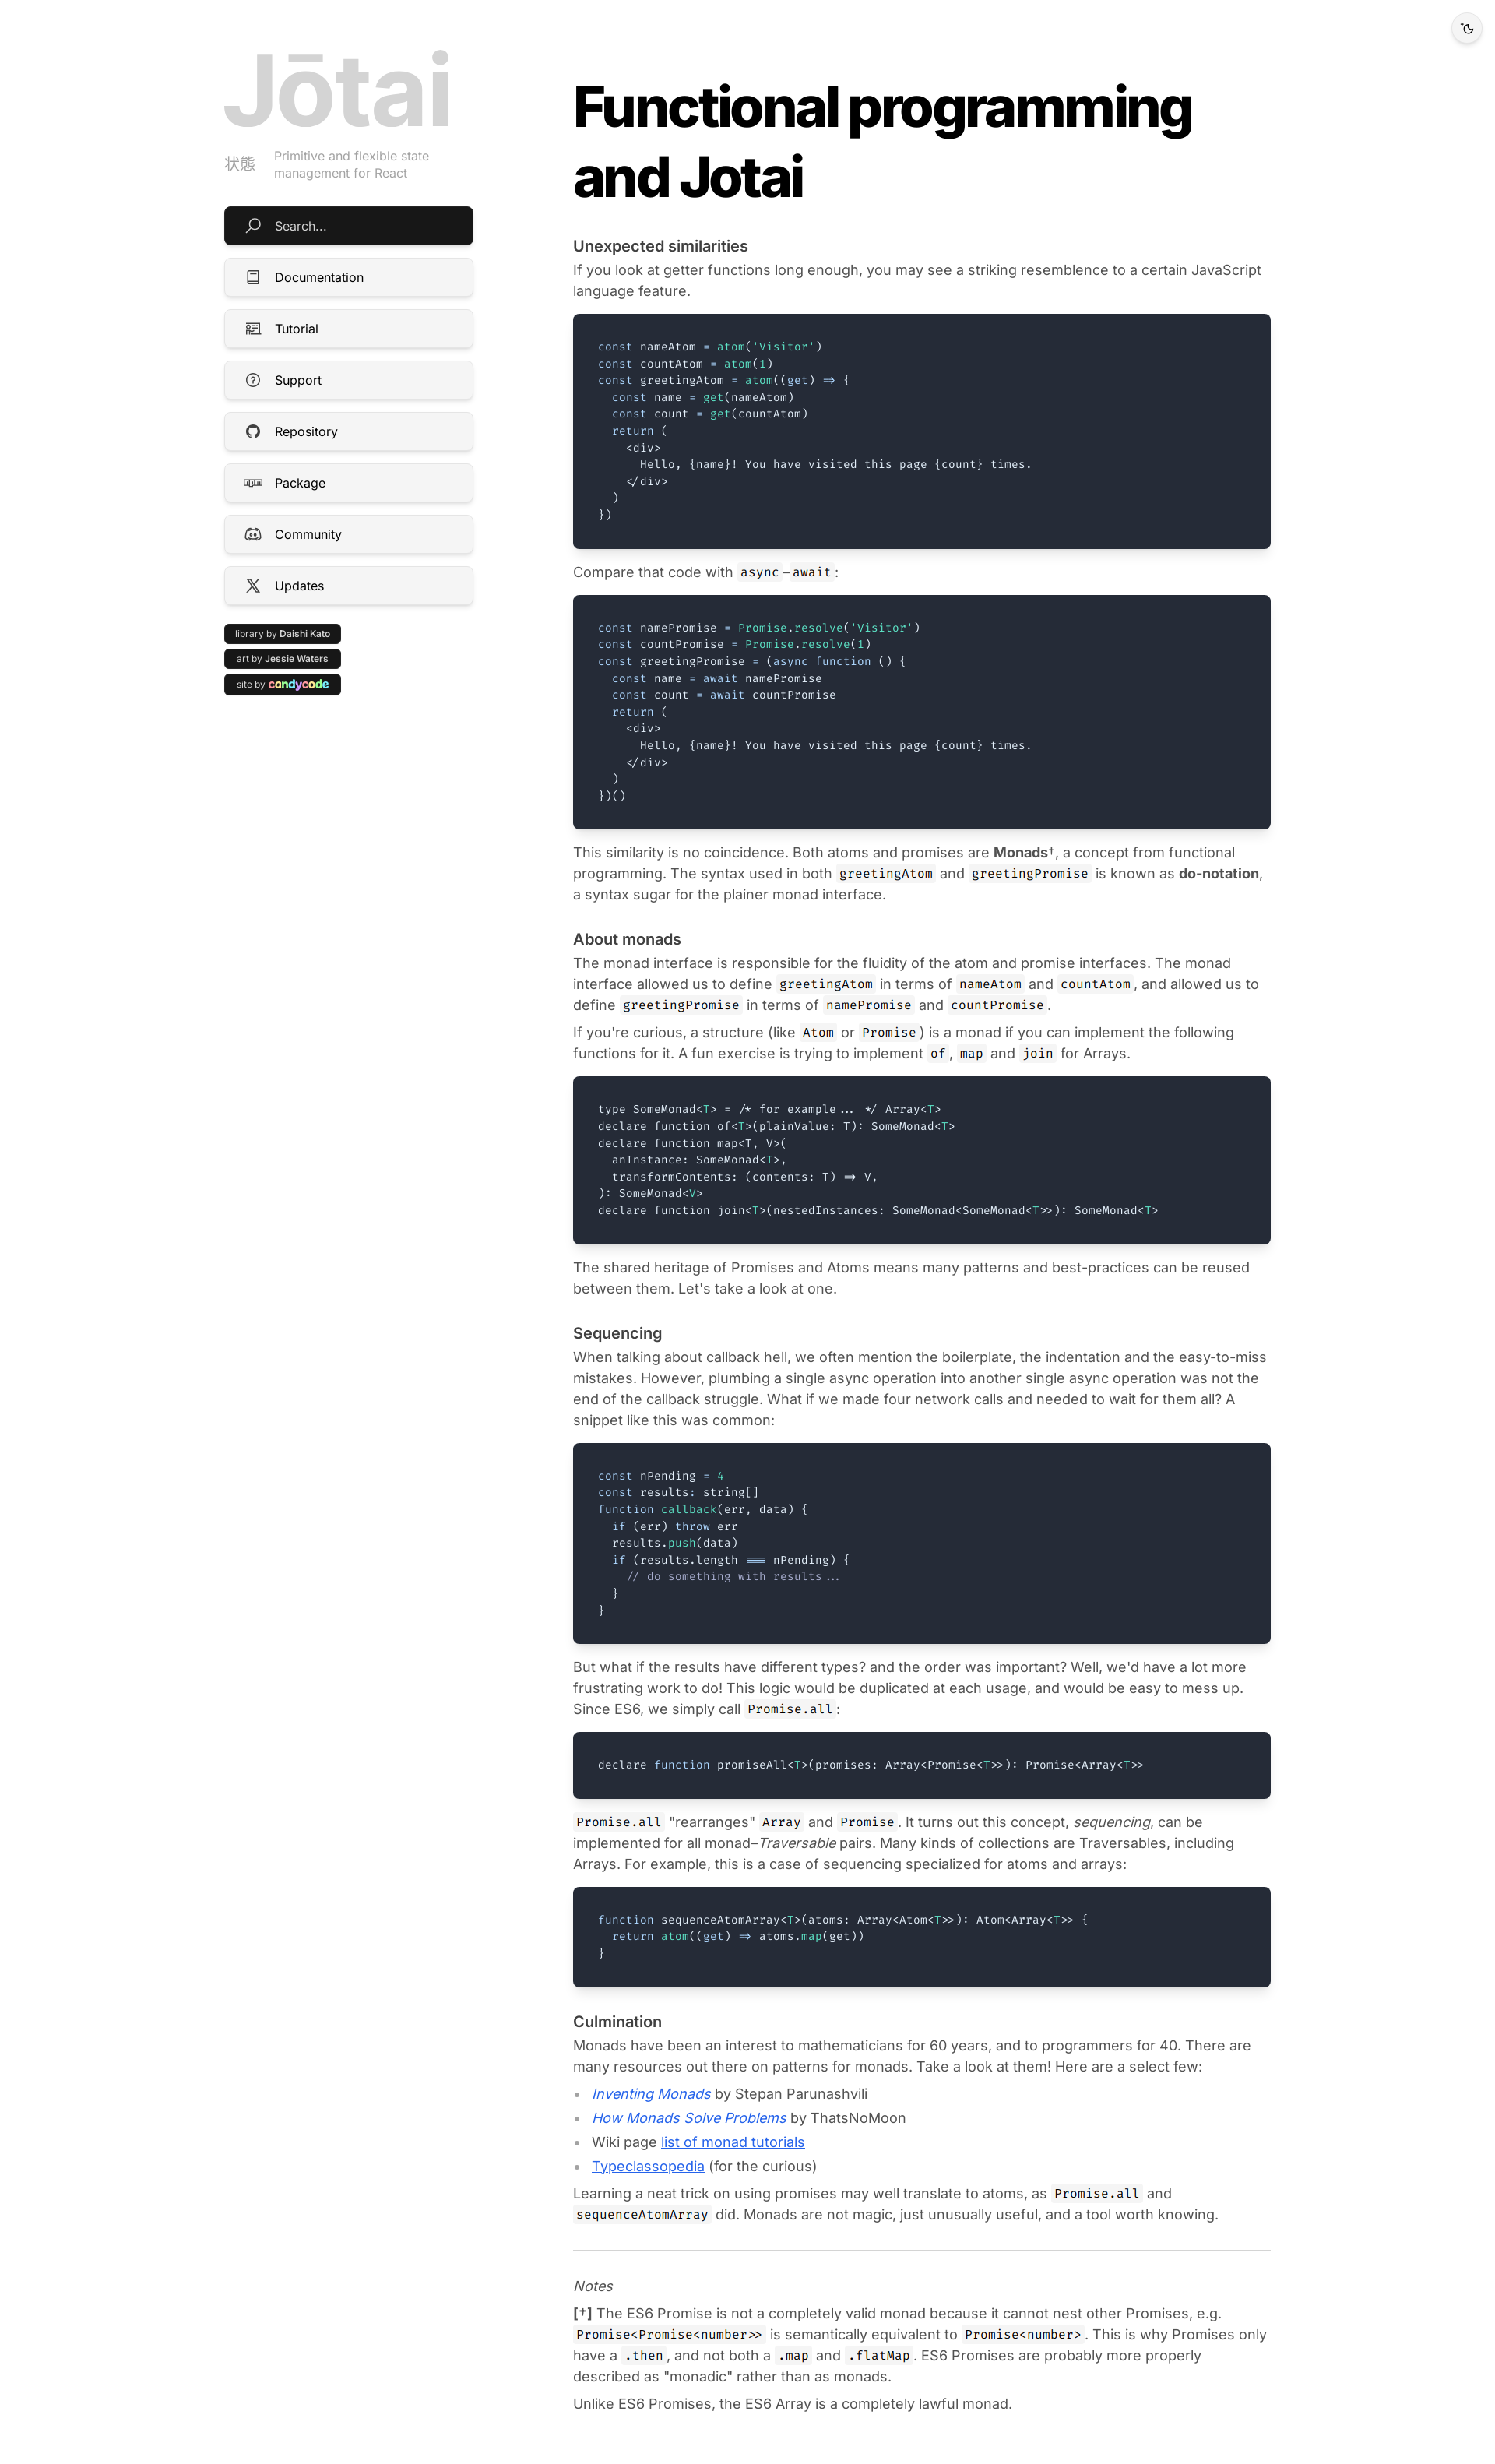 Jōtai
状態
Primitive and flexible state
management for React
Search...
Documentation
Tutorial
Support
Repository
Package
Community
Updates
library by Daishi Kato
art by Jessie Waters
site by candycode
Functional programming
and Jotai
Unexpected similarities
If you look at getter functions long enough, you may see a striking resemblence to a certain JavaScript
language feature.
const nameAtom = atom('Visitor')
const countAtom = atom(1)
const greetingAtom = atom((get) => {
  const name = get(nameAtom)
  const count = get(countAtom)
  return (
    <div>
      Hello, {name}! You have visited this page {count} times.
    </div>
  )
})
Compare that code with async–await:
const namePromise = Promise.resolve('Visitor')
const countPromise = Promise.resolve(1)
const greetingPromise = (async function () {
  const name = await namePromise
  const count = await countPromise
  return (
    <div>
      Hello, {name}! You have visited this page {count} times.
    </div>
  )
})()
This similarity is no coincidence. Both atoms and promises are Monads†, a concept from functional
programming. The syntax used in both greetingAtom and greetingPromise is known as do-notation,
a syntax sugar for the plainer monad interface.
About monads
The monad interface is responsible for the fluidity of the atom and promise interfaces. The monad
interface allowed us to define greetingAtom in terms of nameAtom and countAtom, and allowed us to
define greetingPromise in terms of namePromise and countPromise.
If you're curious, a structure (like Atom or Promise) is a monad if you can implement the following
functions for it. A fun exercise is trying to implement of, map and join for Arrays.
type SomeMonad<T> = /* for example... */ Array<T>
declare function of<T>(plainValue: T): SomeMonad<T>
declare function map<T, V>(
  anInstance: SomeMonad<T>,
  transformContents: (contents: T) => V,
): SomeMonad<V>
declare function join<T>(nestedInstances: SomeMonad<SomeMonad<T>>): SomeMonad<T>
The shared heritage of Promises and Atoms means many patterns and best-practices can be reused
between them. Let's take a look at one.
Sequencing
When talking about callback hell, we often mention the boilerplate, the indentation and the easy-to-miss
mistakes. However, plumbing a single async operation into another single async operation was not the
end of the callback struggle. What if we made four network calls and needed to wait for them all? A
snippet like this was common:
const nPending = 4
const results: string[]
function callback(err, data) {
  if (err) throw err
  results.push(data)
  if (results.length === nPending) {
    // do something with results...
  }
}
But what if the results have different types? and the order was important? Well, we'd have a lot more
frustrating work to do! This logic would be duplicated at each usage, and would be easy to mess up.
Since ES6, we simply call Promise.all:
declare function promiseAll<T>(promises: Array<Promise<T>>): Promise<Array<T>>
Promise.all "rearranges" Array and Promise. It turns out this concept, sequencing, can be
implemented for all monad–Traversable pairs. Many kinds of collections are Traversables, including
Arrays. For example, this is a case of sequencing specialized for atoms and arrays:
function sequenceAtomArray<T>(atoms: Array<Atom<T>>): Atom<Array<T>> {
  return atom((get) => atoms.map(get))
}
Culmination
Monads have been an interest to mathematicians for 60 years, and to programmers for 40. There are
many resources out there on patterns for monads. Take a look at them! Here are a select few:
• Inventing Monads by Stepan Parunashvili
• How Monads Solve Problems by ThatsNoMoon
• Wiki page list of monad tutorials
• Typeclassopedia (for the curious)
Learning a neat trick on using promises may well translate to atoms, as Promise.all and
sequenceAtomArray did. Monads are not magic, just unusually useful, and a tool worth knowing.
Notes
[†] The ES6 Promise is not a completely valid monad because it cannot nest other Promises, e.g.
Promise<Promise<number>> is semantically equivalent to Promise<number>. This is why Promises only
have a .then, and not both a .map and .flatMap. ES6 Promises are probably more properly
described as "monadic" rather than as monads.
Unlike ES6 Promises, the ES6 Array is a completely lawful monad.